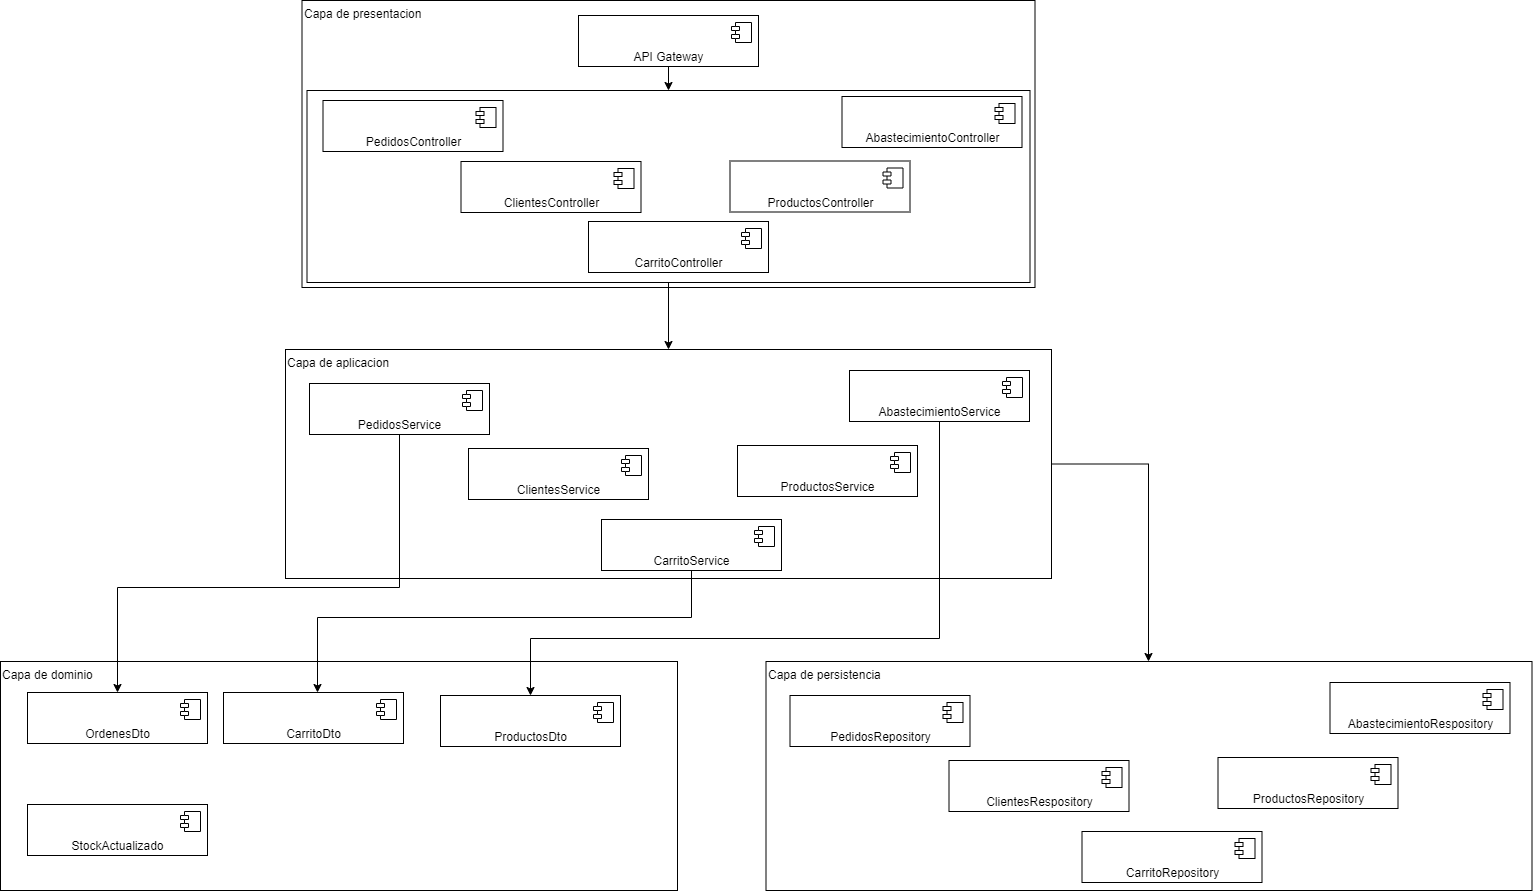 Capa de presentacion
API Gateway
PedidosController
AbastecimientoController
ClientesController
ProductosController
CarritoController
Capa de aplicacion
PedidosService
AbastecimientoService
ClientesService
ProductosService
CarritoService
Capa de dominio
OrdenesDto
CarritoDto
ProductosDto
StockActualizado
Capa de persistencia
PedidosRepository
AbastecimientoRespository
ClientesRespository
ProductosRepository
CarritoRepository